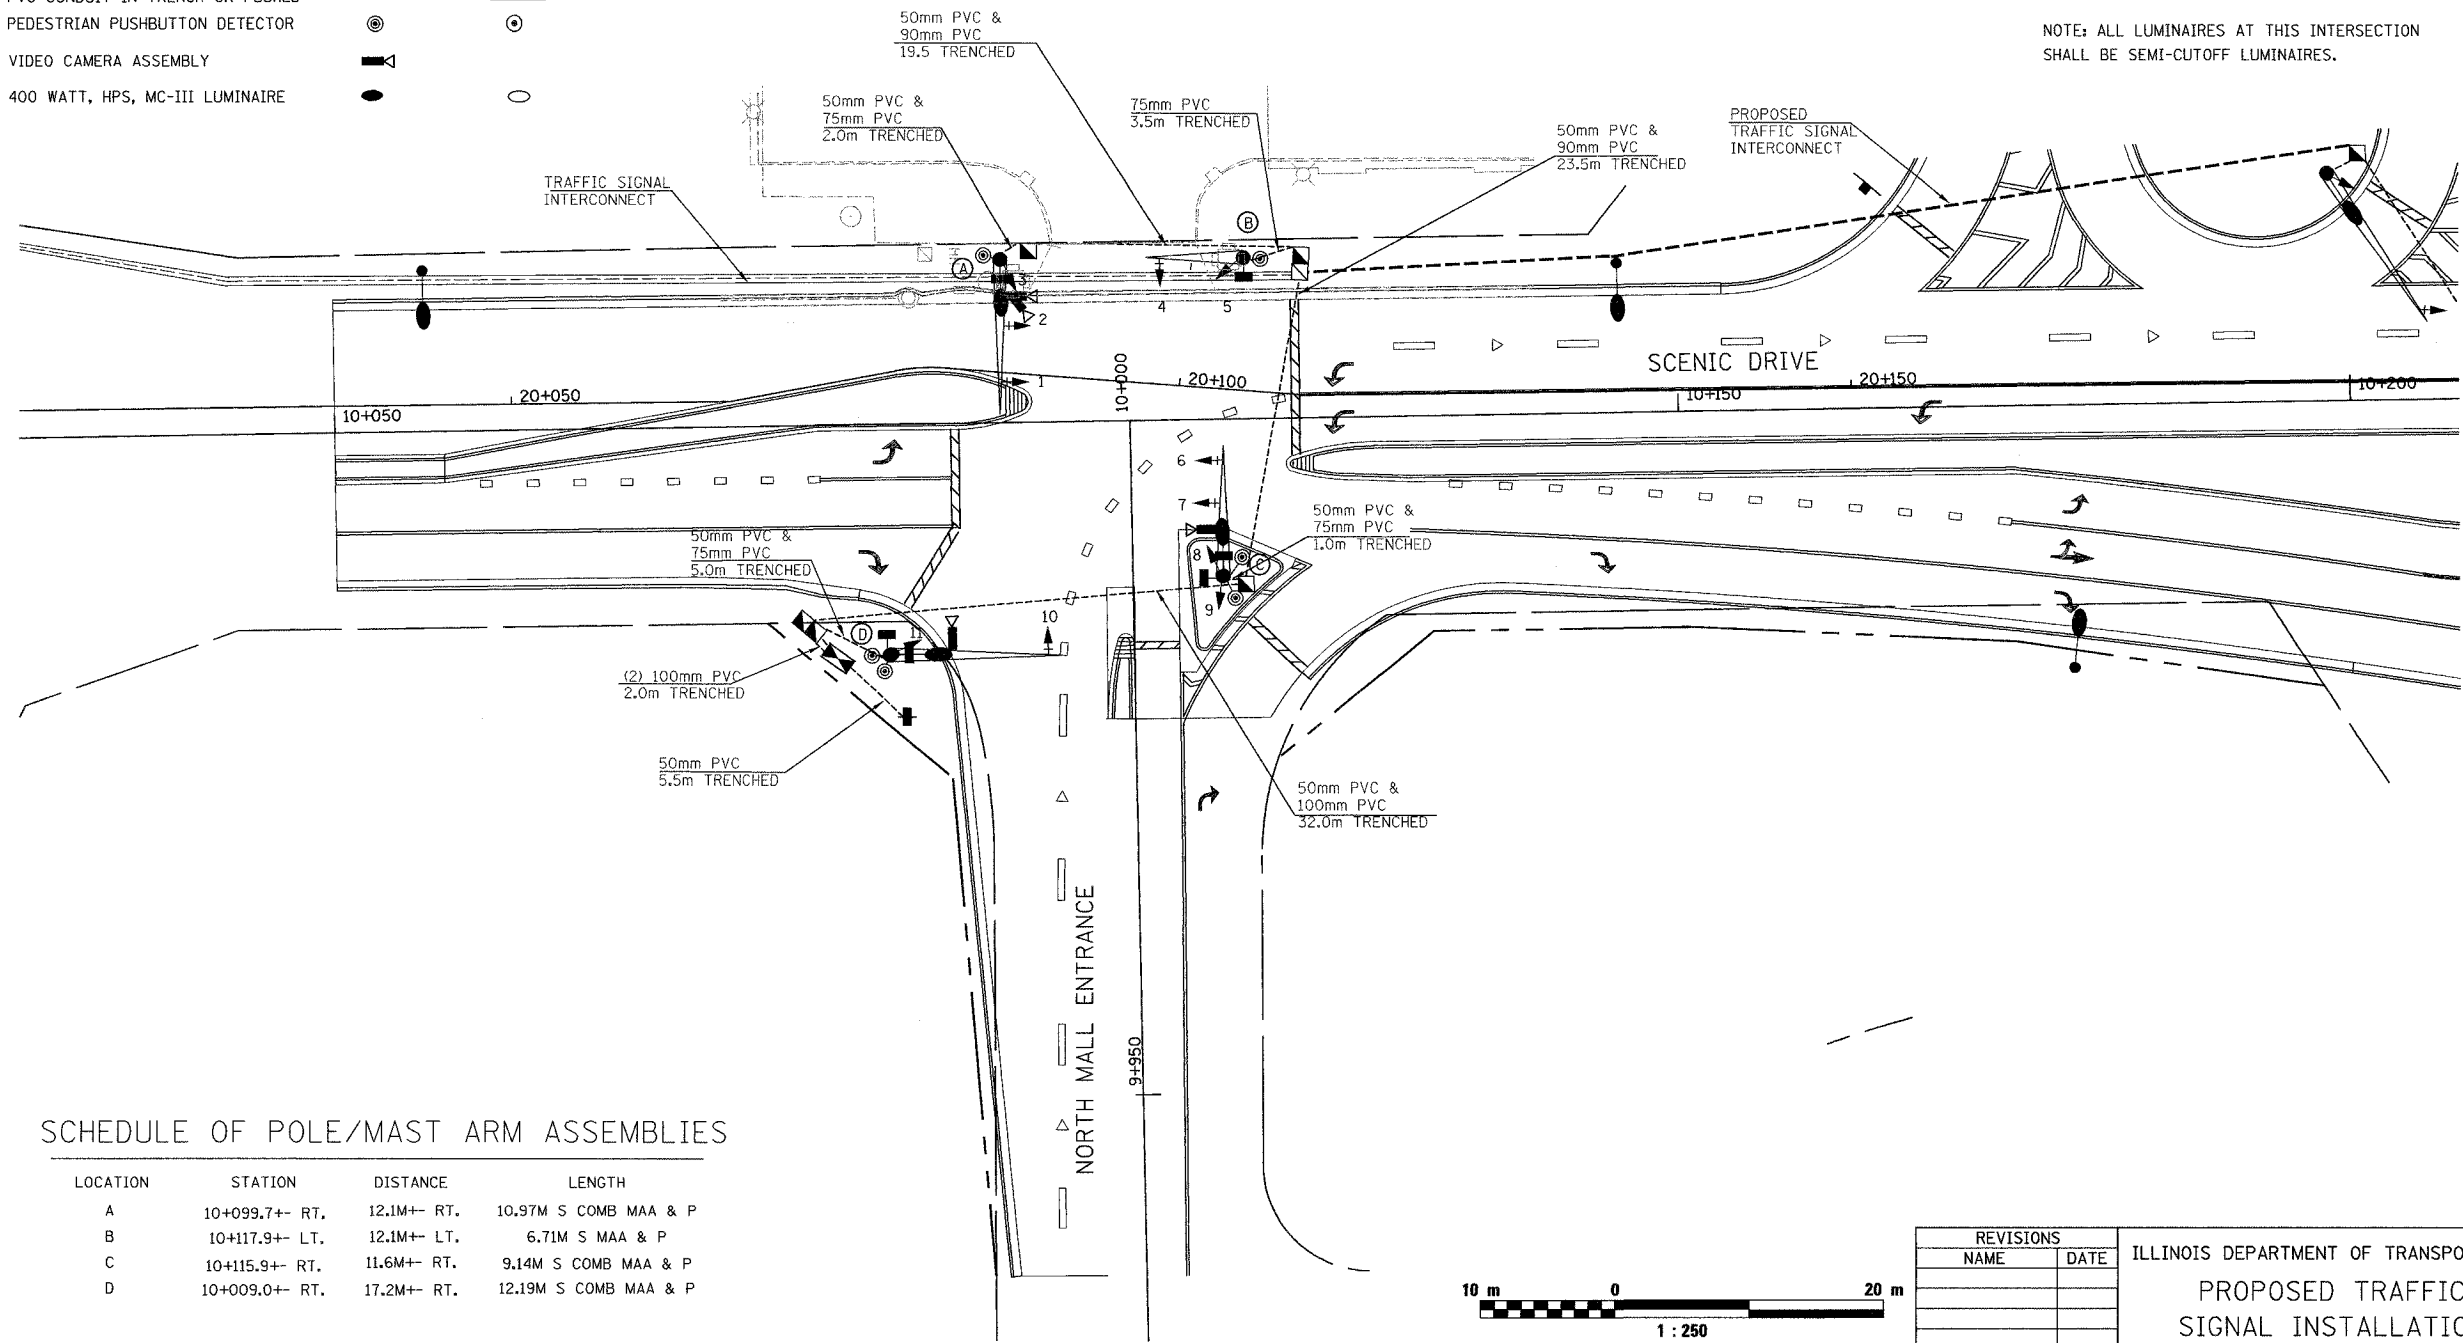 PEDESTRIAN PUSHBUTTON DETECTOR
VIDEO CAMERA ASSEMBLY
400 WATT, HPS, MC-III LUMINAIRE
50mm PVC &
90mm PVC
19.5 TRENCHED
NOTE: ALL LUMINAIRES AT THIS INTERSECTION
SHALL BE SEMI-CUTOFF LUMINAIRES.
50mm PVC &
75mm PVC
2.0m TRENCHED
75mm PVC
3.5m TRENCHED
50mm PVC &
90mm PVC
23.5m TRENCHED
PROPOSED
TRAFFIC SIGNAL
INTERCONNECT
TRAFFIC SIGNAL
INTERCONNECT
A
B
3
2
4
5
1
SCENIC DRIVE
10+050
20+050
10+000
20+100
10+150
20+150
10+200
6
7
8
9
C
50mm PVC &
75mm PVC
1.0m TRENCHED
50mm PVC &
75mm PVC
5.0m TRENCHED
D
11
10
(2) 100mm PVC
2.0m TRENCHED
50mm PVC
5.5m TRENCHED
50mm PVC &
100mm PVC
32.0m TRENCHED
NORTH MALL ENTRANCE
9+950
SCHEDULE OF POLE/MAST ARM ASSEMBLIES
LOCATION STATION DISTANCE LENGTH
A 10+099.7+- RT. 12.1M+- RT. 10.97M S COMB MAA & P
B 10+117.9+- LT. 12.1M+- LT. 6.71M S MAA & P
C 10+115.9+- RT. 11.6M+- RT. 9.14M S COMB MAA & P
D 10+009.0+- RT. 17.2M+- RT. 12.19M S COMB MAA & P
10 m 0 20 m
1 : 250
REVISIONS
NAME DATE
ILLINOIS DEPARTMENT OF TRANSPO
PROPOSED TRAFFIC
SIGNAL INSTALLATIO